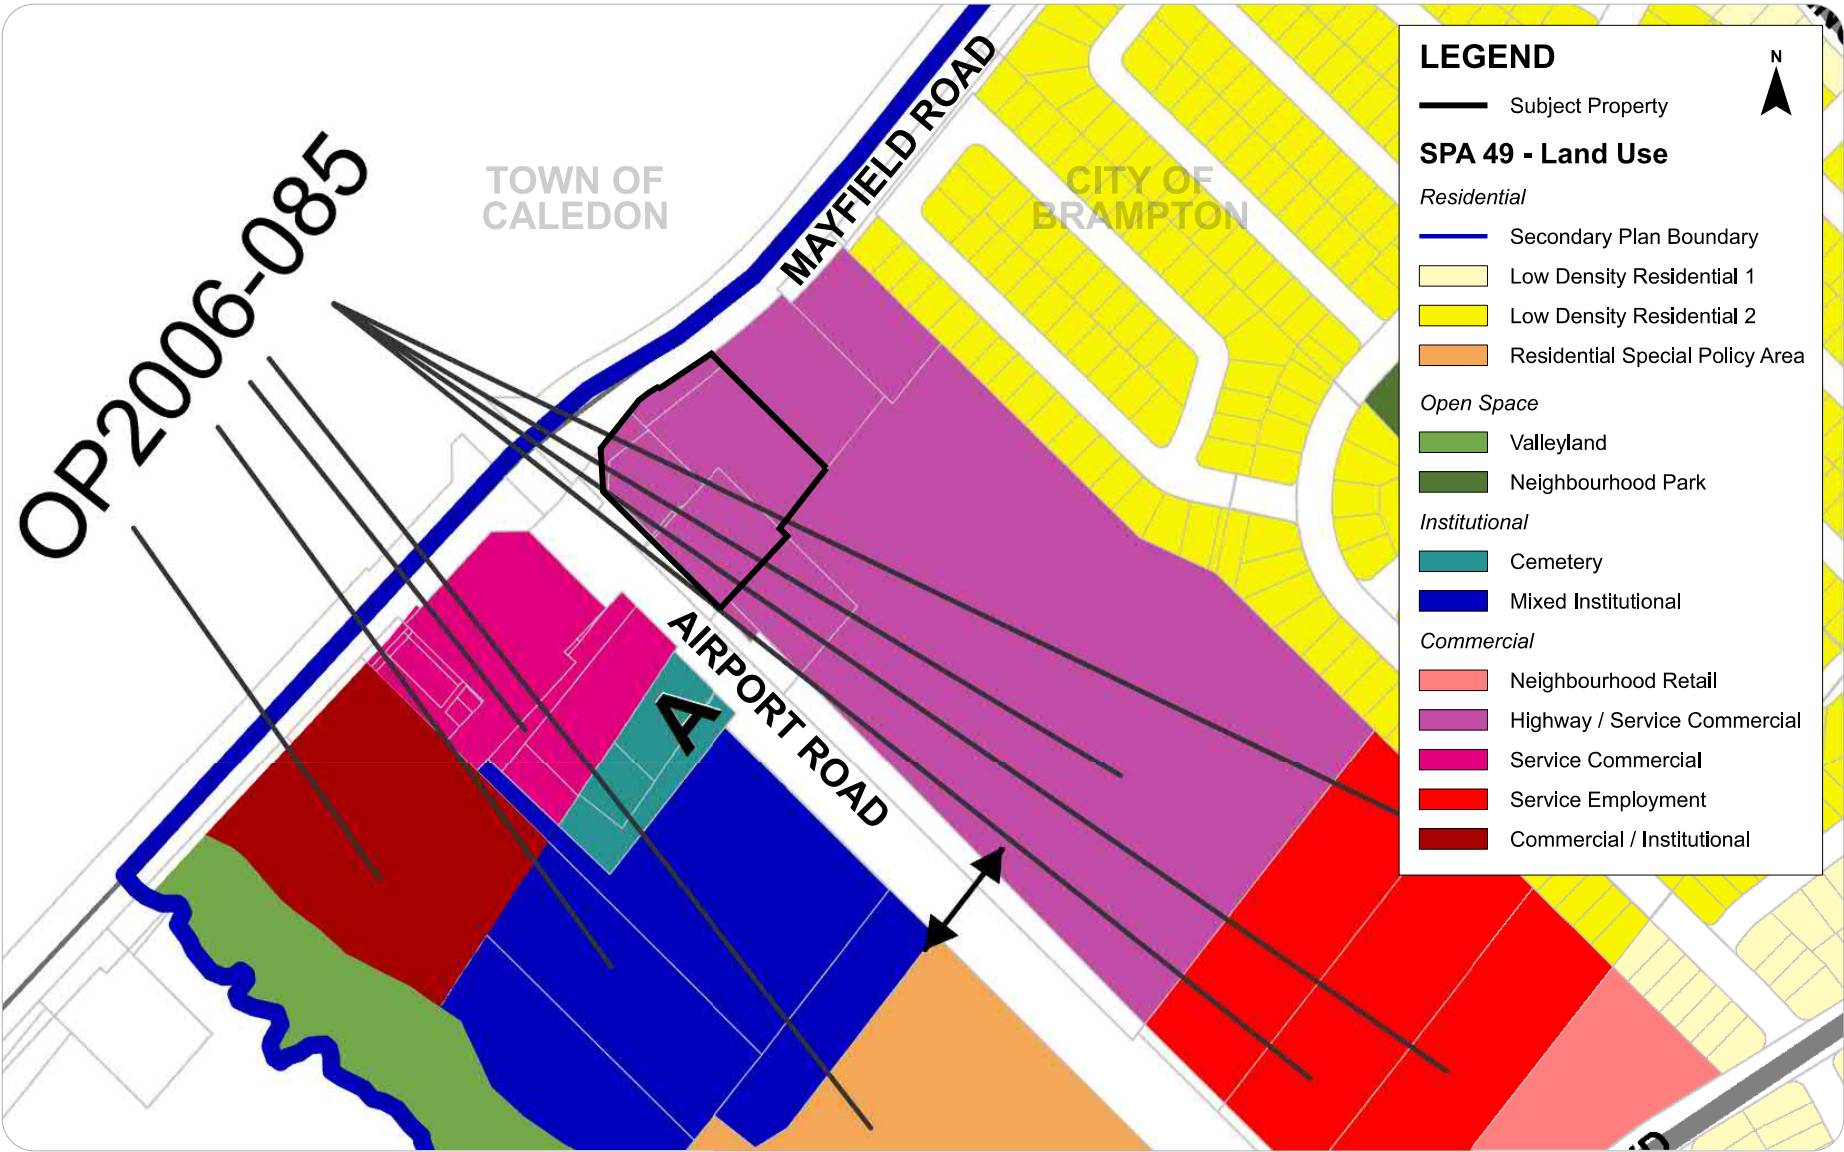 OP2006-085
TOWN OF
CALEDON
MAYFIELD ROAD
CITY OF
BRAMPTON
AIRPORT ROAD
A
LEGEND
N
Subject Property
SPA 49 - Land Use
Residential
Secondary Plan Boundary
Low Density Residential 1
Low Density Residential 2
Residential Special Policy Area
Open Space
Valleyland
Neighbourhood Park
Institutional
Cemetery
Mixed Institutional
Commercial
Neighbourhood Retail
Highway / Service Commercial
Service Commercial
Service Employment
Commercial / Institutional